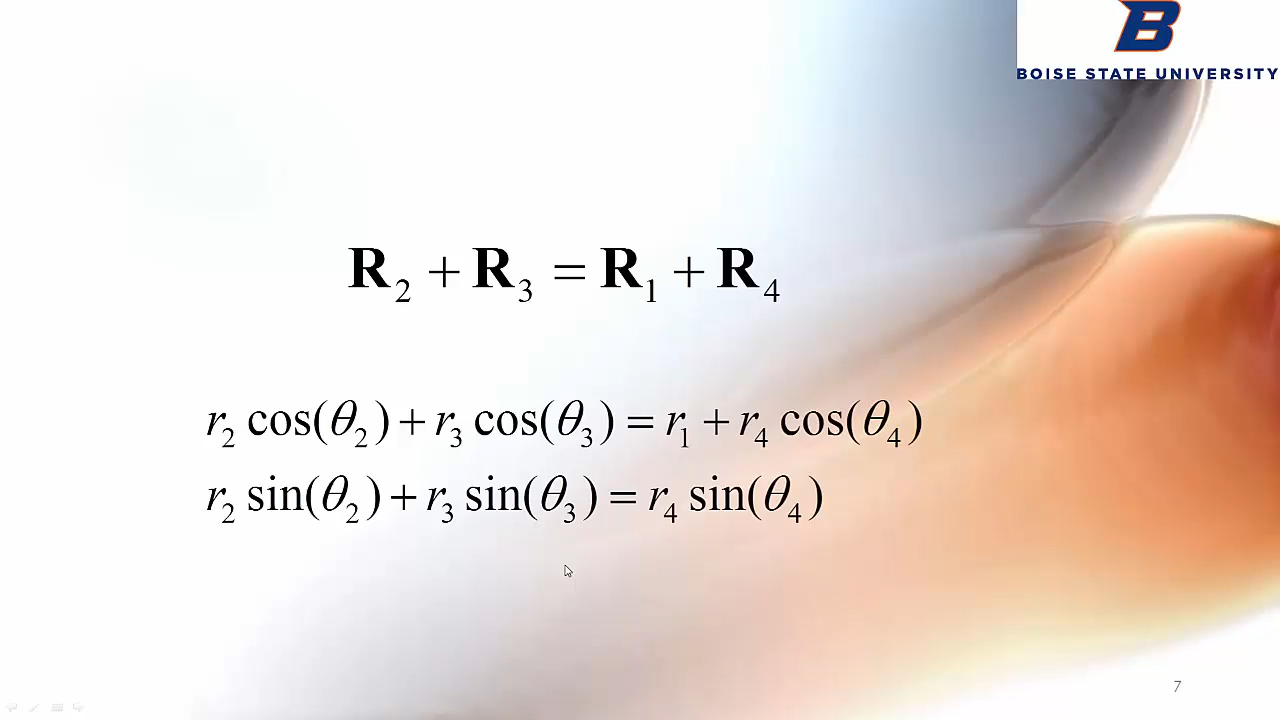 B
BOISE STATE UNIVERSITY
R₂ + R₃ = R₁ + R₄
r₂ cos(θ₂) + r₃ cos(θ₃) = r₁ + r₄ cos(θ₄)
r₂ sin(θ₂) + r₃ sin(θ₃) = r₄ sin(θ₄)
7